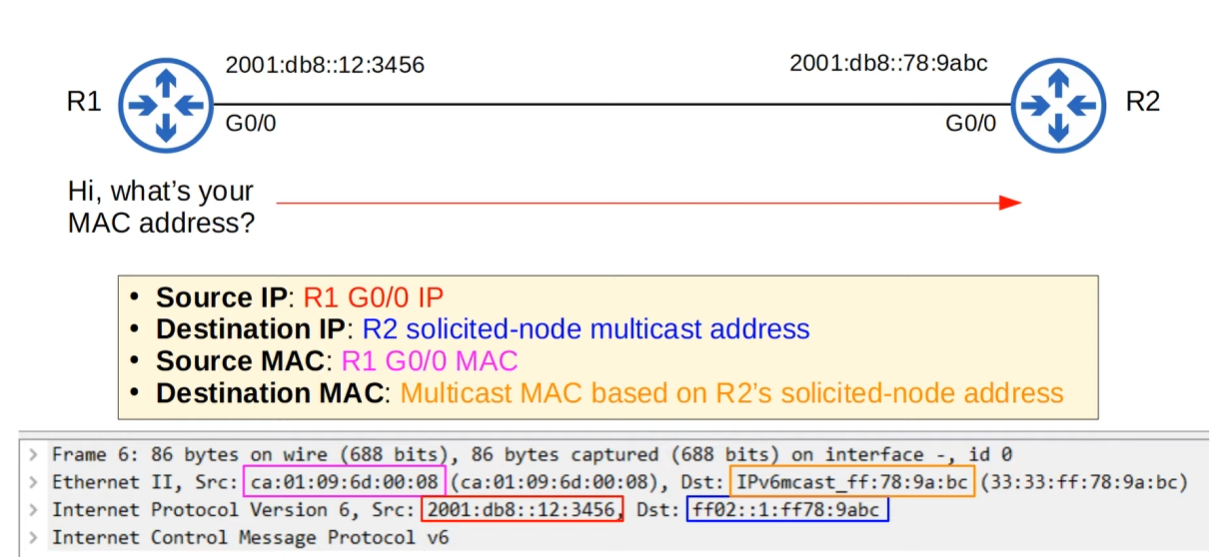 2001:db8::12:3456
2001:db8::78:9abc
R1
R2
G0/0
G0/0
Hi, what's your
MAC address?
• Source IP: R1 G0/0 IP
• Destination IP: R2 solicited-node multicast address
• Source MAC: R1 G0/0 MAC
• Destination MAC: Multicast MAC based on R2's solicited-node address
> Frame 6: 86 bytes on wire (688 bits), 86 bytes captured (688 bits) on interface -, id 0
> Ethernet II, Src: ca:01:09:6d:00:08 (ca:01:09:6d:00:08), Dst: IPv6mcast_ff:78:9a:bc (33:33:ff:78:9a:bc)
> Internet Protocol Version 6, Src: 2001:db8::12:3456, Dst: ff02::1:ff78:9abc
> Internet Control Message Protocol v6